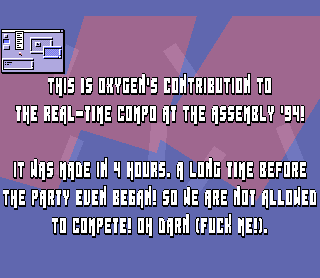 THIS IS OXYGEN'S CONTRIBUTION TO
THE REAL-TIME COMPO AT THE ASSEMBLY '94!
IT WAS MADE IN 4 HOURS. A LONG TIME BEFORE
THE PARTY EVEN BEGAN! SO WE ARE NOT ALLOWED
TO COMPETE! OH DARN (FUCK ME!).